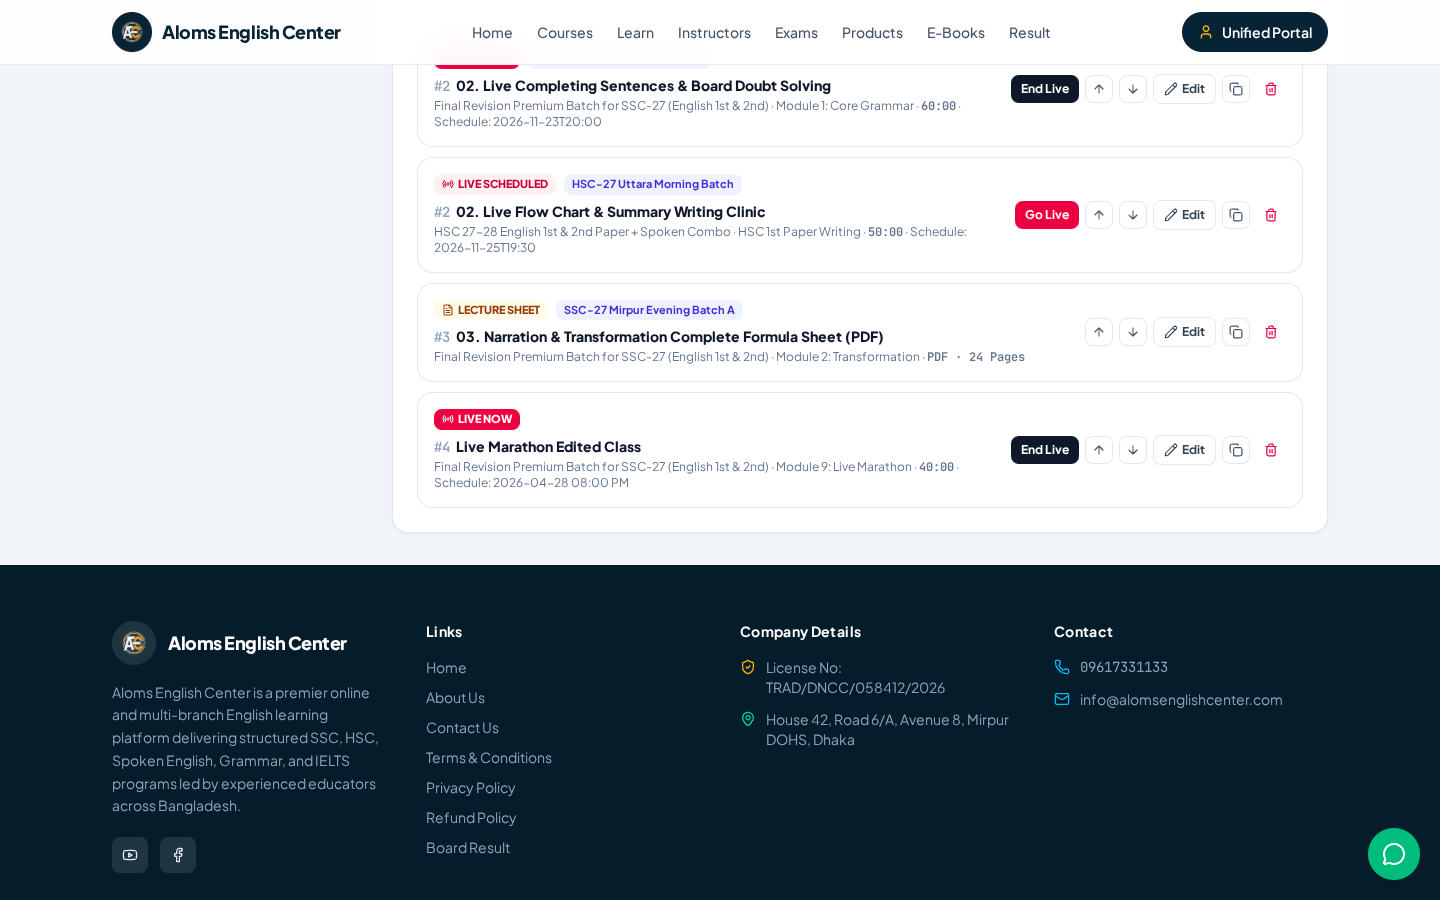 Aloms English Center
Home
Courses
Learn
Instructors
Exams
Products
E-Books
Result
Unified Portal
#2 02. Live Completing Sentences & Board Doubt Solving
Final Revision Premium Batch for SSC-27 (English 1st & 2nd) · Module 1: Core Grammar · 60:00 ·
Schedule: 2026-11-23T20:00
End Live
Edit
LIVE SCHEDULED
HSC-27 Uttara Morning Batch
#2 02. Live Flow Chart & Summary Writing Clinic
HSC 27-28 English 1st & 2nd Paper + Spoken Combo · HSC 1st Paper Writing · 50:00 · Schedule:
2026-11-25T19:30
Go Live
Edit
LECTURE SHEET
SSC-27 Mirpur Evening Batch A
#3 03. Narration & Transformation Complete Formula Sheet (PDF)
Final Revision Premium Batch for SSC-27 (English 1st & 2nd) · Module 2: Transformation · PDF · 24 Pages
Edit
LIVE NOW
#4 Live Marathon Edited Class
Final Revision Premium Batch for SSC-27 (English 1st & 2nd) · Module 9: Live Marathon · 40:00 ·
Schedule: 2026-04-28 08:00 PM
End Live
Edit
Aloms English Center
Aloms English Center is a premier online
and multi-branch English learning
platform delivering structured SSC, HSC,
Spoken English, Grammar, and IELTS
programs led by experienced educators
across Bangladesh.
Links
Home
About Us
Contact Us
Terms & Conditions
Privacy Policy
Refund Policy
Board Result
Company Details
License No:
TRAD/DNCC/058412/2026
House 42, Road 6/A, Avenue 8, Mirpur
DOHS, Dhaka
Contact
09617331133
info@alomsenglishcenter.com